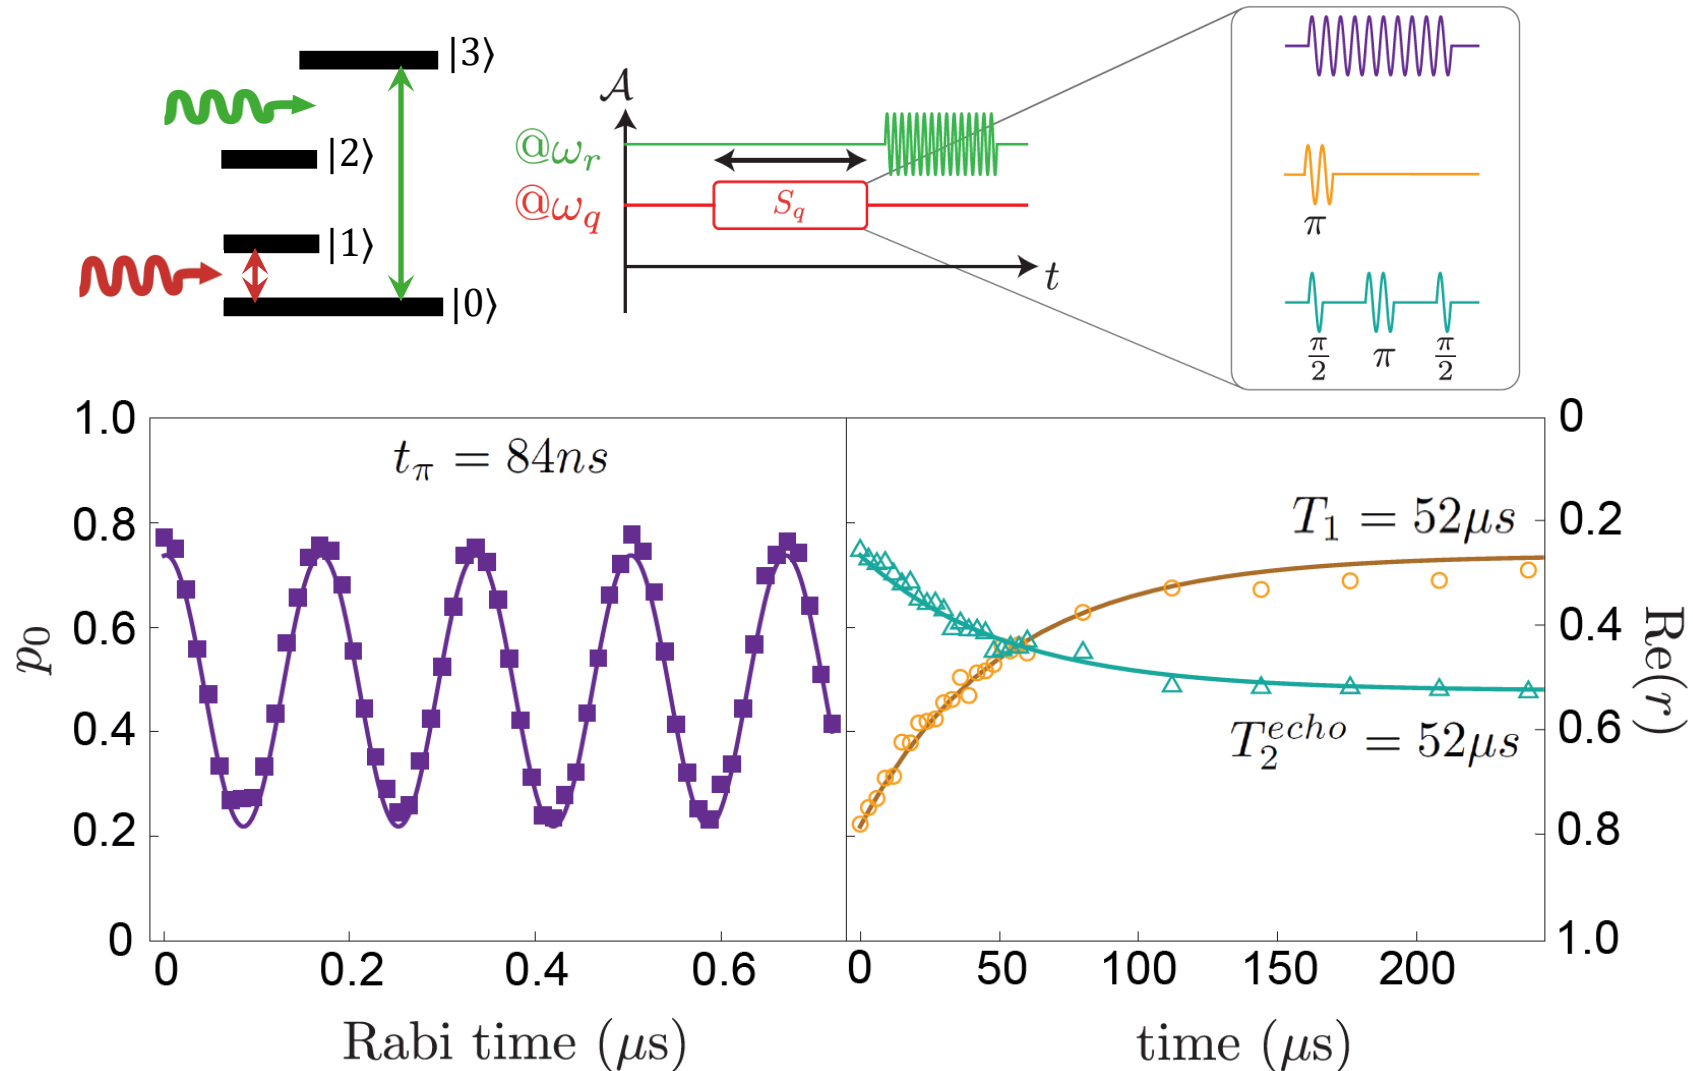 |3⟩
|2⟩
|1⟩
|0⟩
𝒜
@ω_r
@ω_q
S_q
t
π
π/2 π π/2
1.0
0.8
0.6
0.4
0.2
0
p_0
t_π = 84ns
0 0.2 0.4 0.6
Rabi time (μs)
T_1 = 52μs
T_2^{echo} = 52μs
0
0.2
0.4
0.6
0.8
1.0
Re(r)
0 50 100 150 200
time (μs)